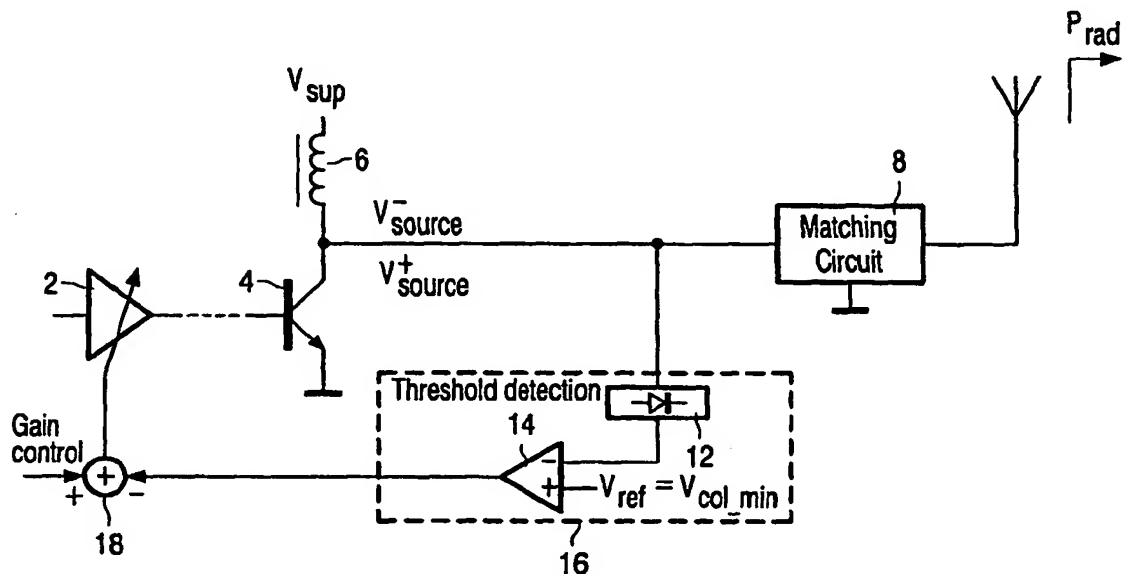 P_rad
V_sup
6
V^-_source
8
Matching
Circuit
2
4
V^+_source
Threshold detection
14
12
Gain
control
-
+
+
+
-
V_ref = V_col_min
18
16